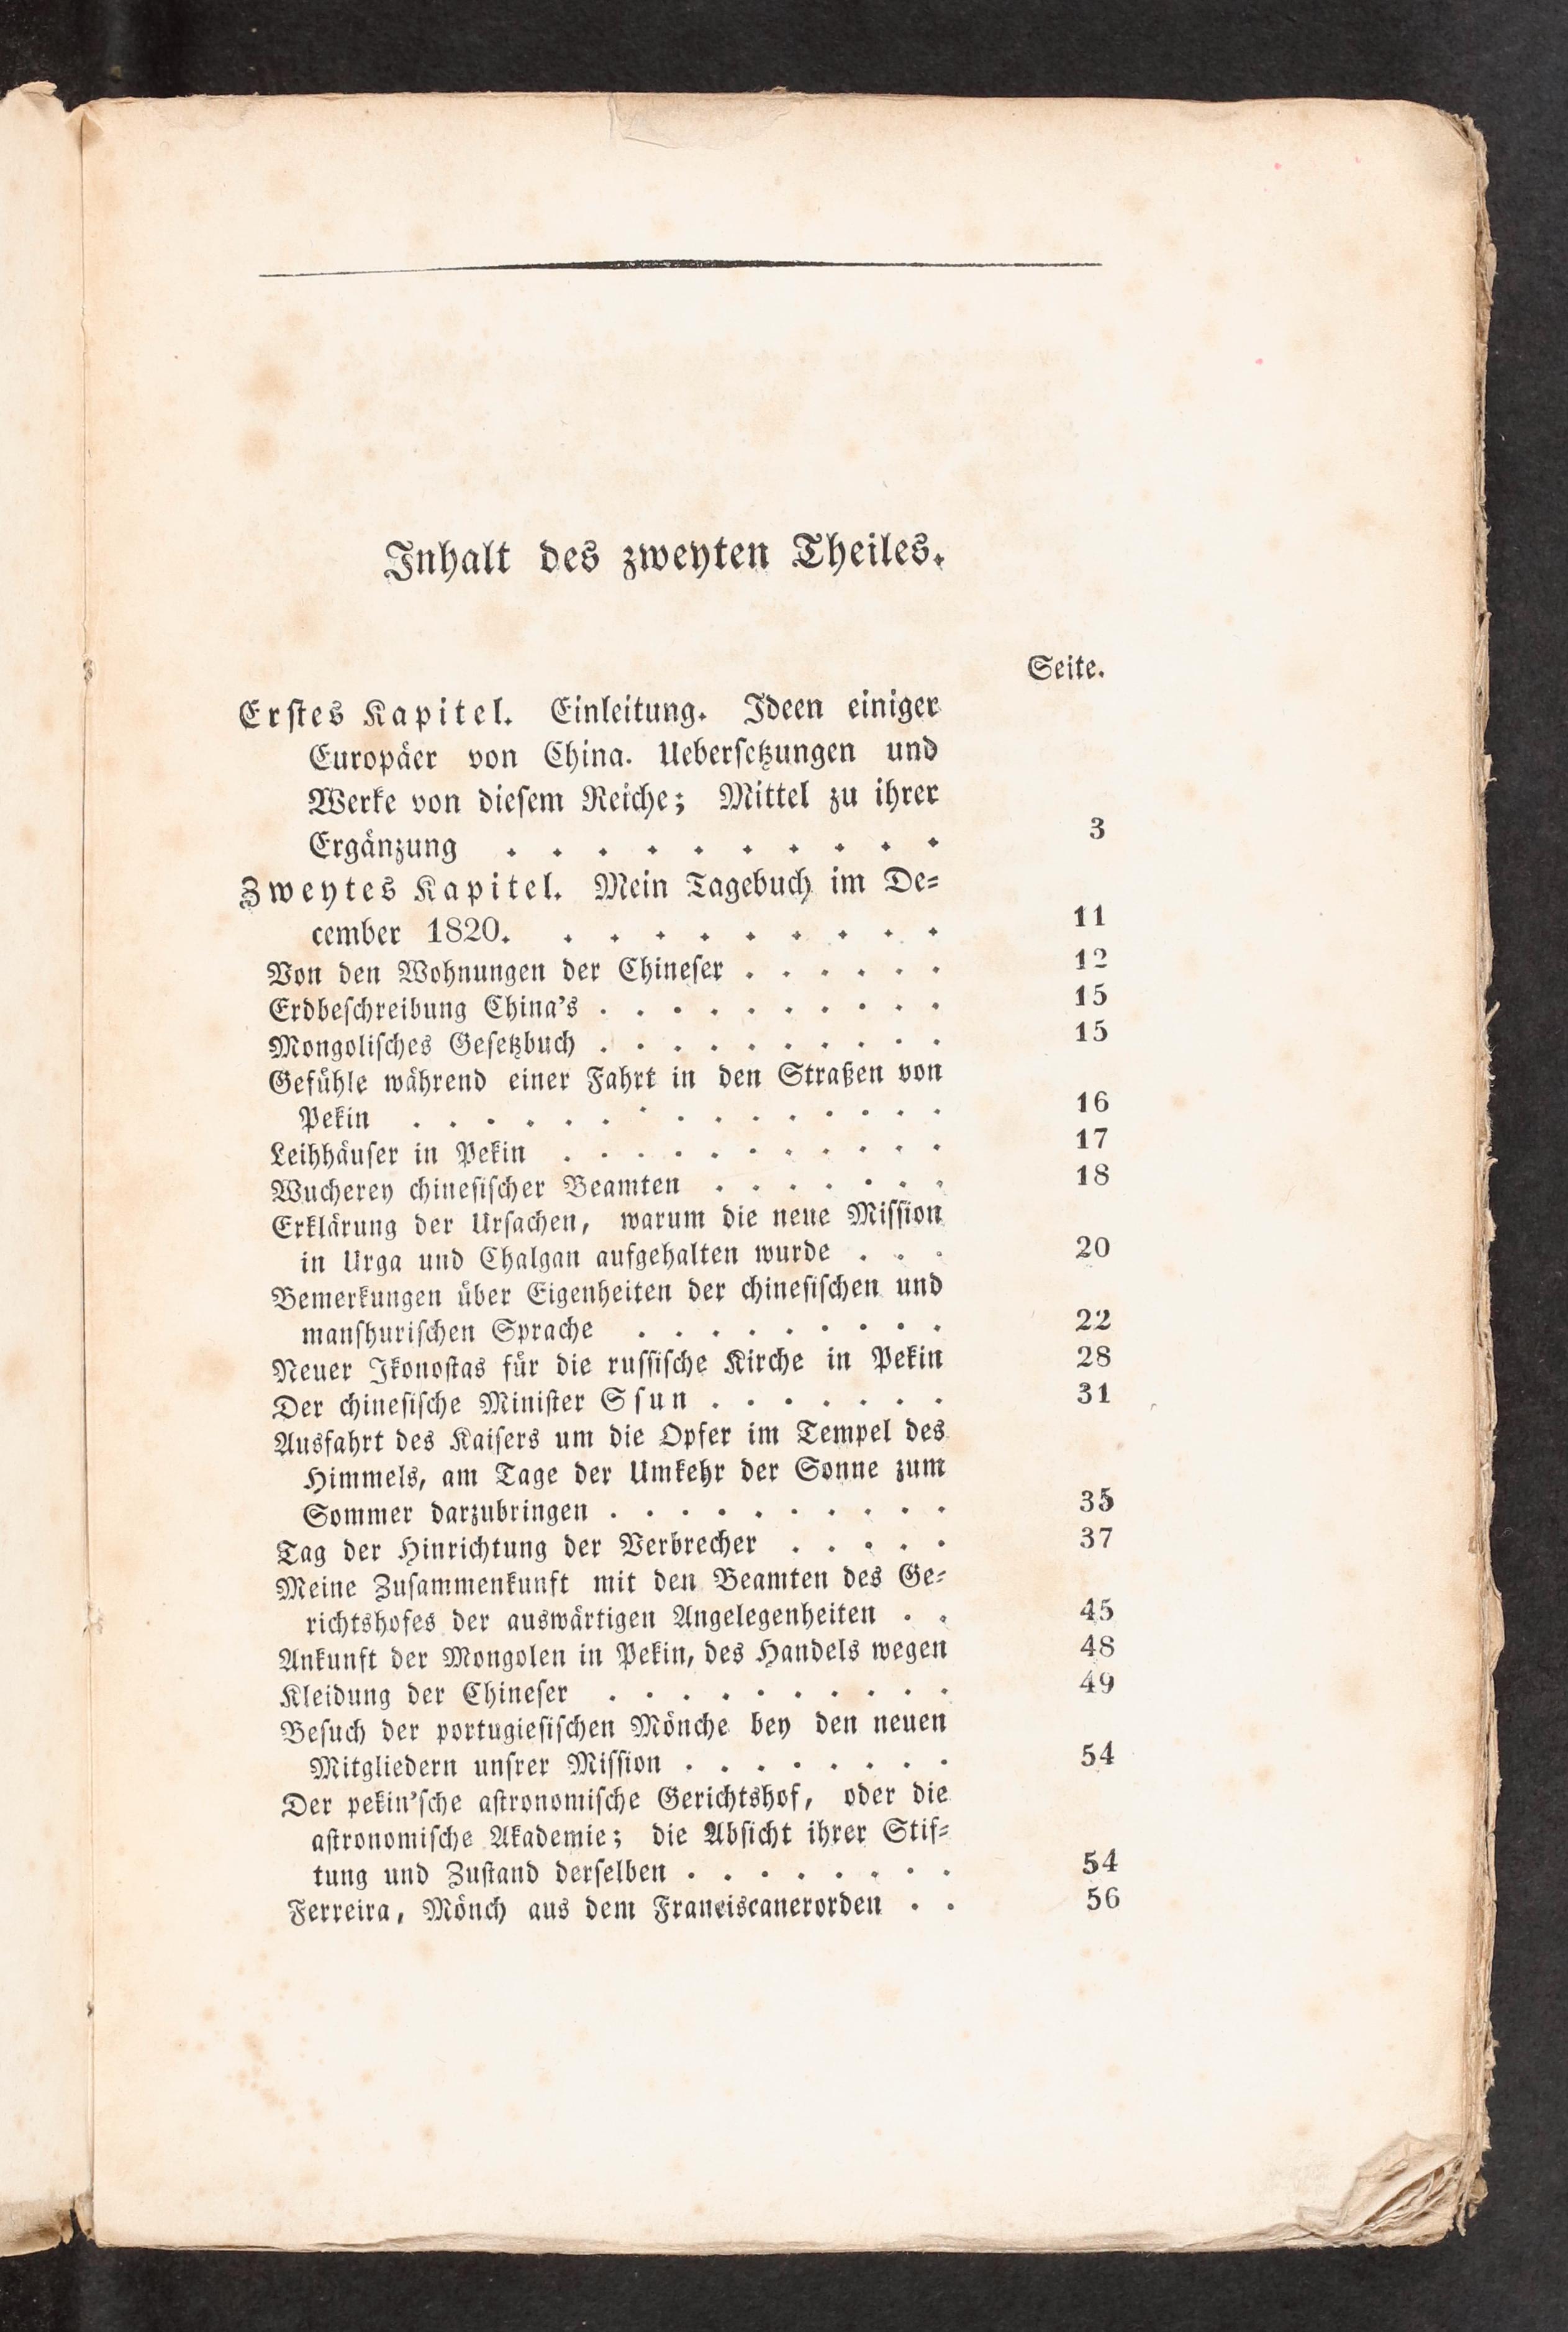 Inhalt des zweyten Theiles.
Seite.
Erstes Kapitel. Einleitung. Ideen einiger
Europäer von China. Uebersetzungen und
Werke von diesem Reiche; Mittel zu ihrer
Ergänzung . . . . . . . . . . 3
Zweytes Kapitel. Mein Tagebuch im De-
cember 1820. . . . . . . . . . 11
Von den Wohnungen der Chineser . . . . . . 12
Erdbeschreibung China's . . . . . . . . . . 15
Mongolisches Gesetzbuch . . . . . . . . . . 15
Gefühle während einer Fahrt in den Straßen von
Pekin . . . . . . . . . . . . . . 16
Leihhäuser in Pekin . . . . . . . . . . . 17
Wucherey chinesischer Beamten . . . . . . . 18
Erklärung der Ursachen, warum die neue Mission
in Urga und Chalgan aufgehalten wurde . . . 20
Bemerkungen über Eigenheiten der chinesischen und
manshurischen Sprache . . . . . . . . . 22
Neuer Ikonostas für die russische Kirche in Pekin 28
Der chinesische Minister Ssun . . . . . . . 31
Ausfahrt des Kaisers um die Opfer im Tempel des
Himmels, am Tage der Umkehr der Sonne zum
Sommer darzubringen . . . . . . . . . . 35
Tag der Hinrichtung der Verbrecher . . . . . 37
Meine Zusammenkunft mit den Beamten des Ge-
richtshofes der auswärtigen Angelegenheiten . . 45
Ankunft der Mongolen in Pekin, des Handels wegen 48
Kleidung der Chineser . . . . . . . . . . 49
Besuch der portugiesischen Mönche bey den neuen
Mitgliedern unsrer Mission . . . . . . . . 54
Der pekin'sche astronomische Gerichtshof, oder die
astronomische Akademie; die Absicht ihrer Stif-
tung und Zustand derselben . . . . . . . . 54
Ferreira, Mönch aus dem Franciscanerorden . . 56